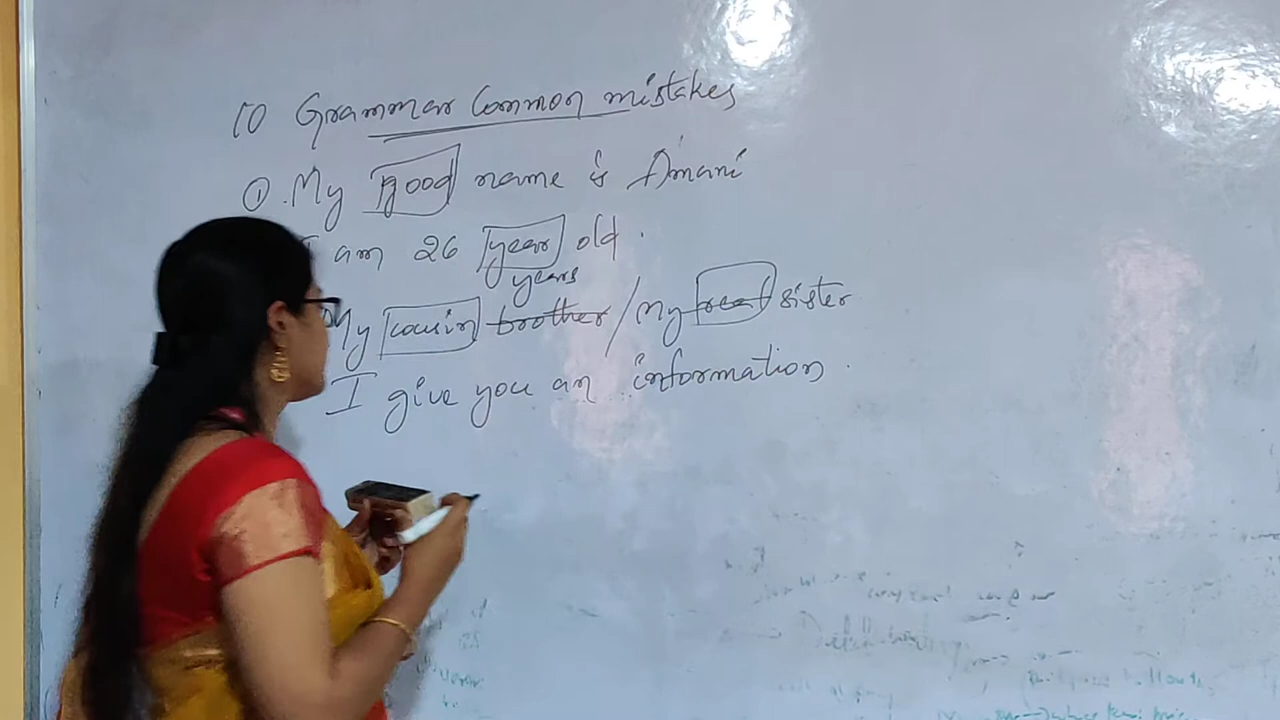 10 Grammar Common mistakes
① My good name is Amani
I am 26 year old.
years
My cousin brother / My real sister
I give you an information.